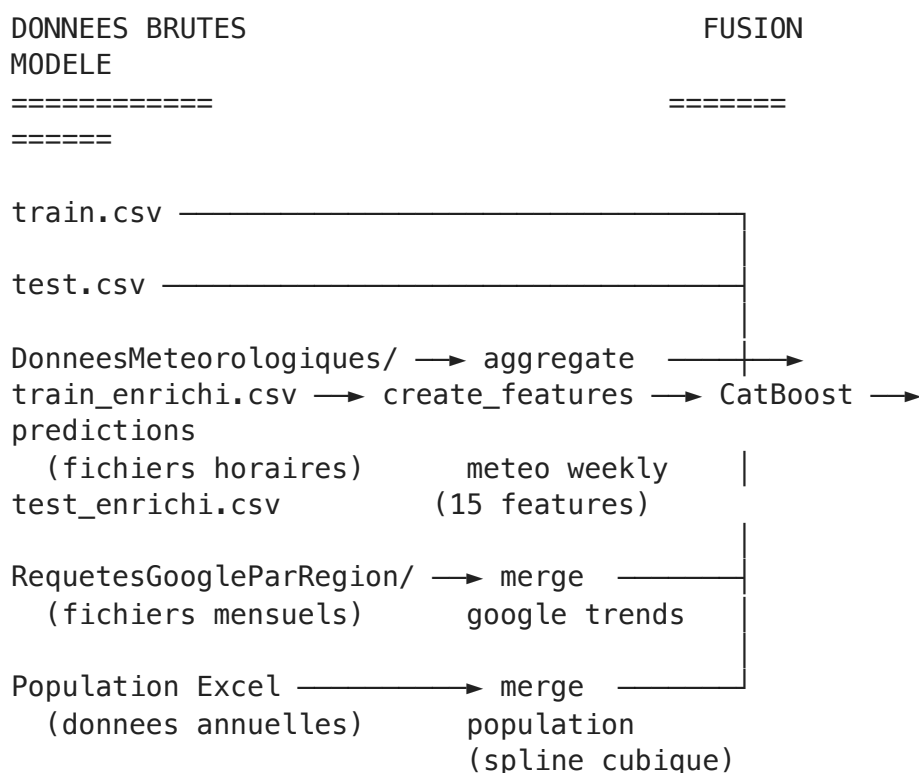 DONNEES BRUTES FUSION
MODELE
============ =======
======
train.csv
test.csv
DonneesMeteorologiques/ → aggregate →
train_enrichi.csv → create_features → CatBoost →
predictions
(fichiers horaires) meteo weekly
test_enrichi.csv (15 features)
RequetesGoogleParRegion/ → merge
(fichiers mensuels) google trends
Population Excel → merge
(donnees annuelles) population
(spline cubique)